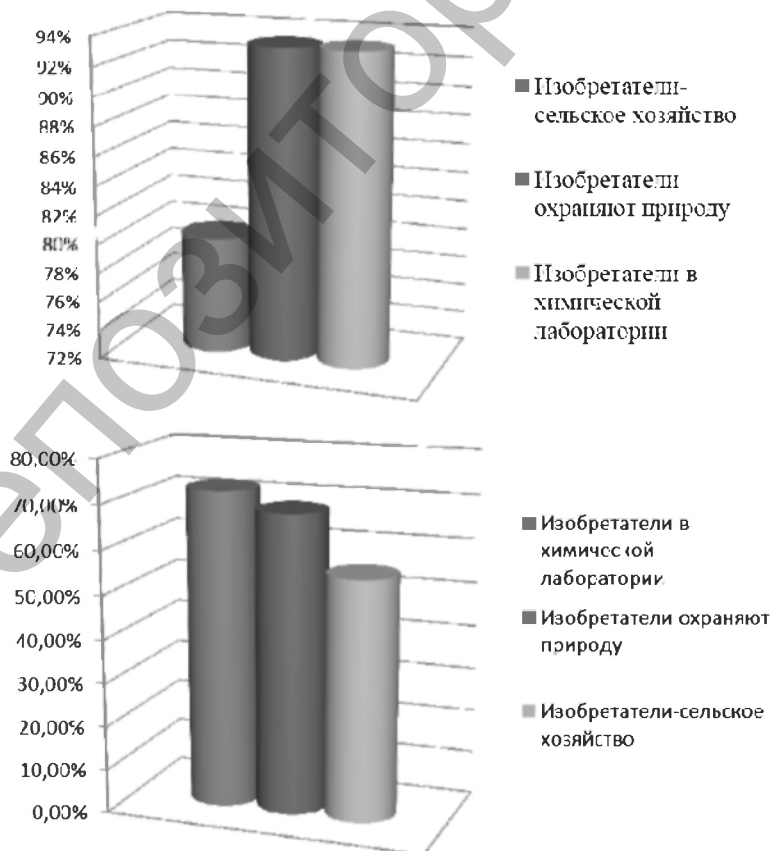 94%
92%
90%
88%
86%
84%
82%
80%
78%
76%
74%
72%
Изобретатели-
сельское хозяйство
Изобретатели
охраняют природу
Изобретатели в
химической
лаборатории
80,00%
70,00%
60,00%
50,00%
40,00%
30,00%
20,00%
10,00%
0,00%
Изобретатели в
химической
лаборатории
Изобретатели охраняют
природу
Изобретатели-сельское
хозяйство